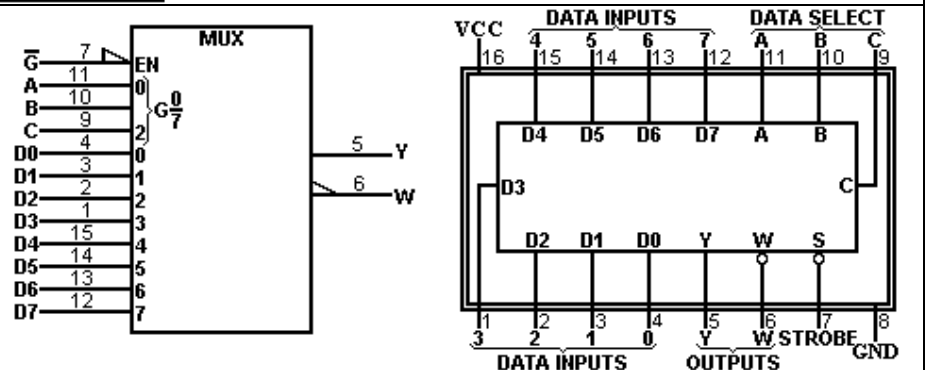 MUX
G̅ 7 EN
A 11 0
B 10 G 0/7
C 9 2
D0 4 0
D1 3 1
D2 2 2
D3 1 3
D4 15 4
D5 14 5
D6 13 6
D7 12 7
5 Y
6 W
DATA INPUTS DATA SELECT
VCC 4 5 6 7 A B C
16 15 14 13 12 11 10 9
D4 D5 D6 D7 A B
D3 C
D2 D1 D0 Y W S
1 2 3 4 5 6 7 8
3 2 1 0 Y W STROBE GND
DATA INPUTS OUTPUTS